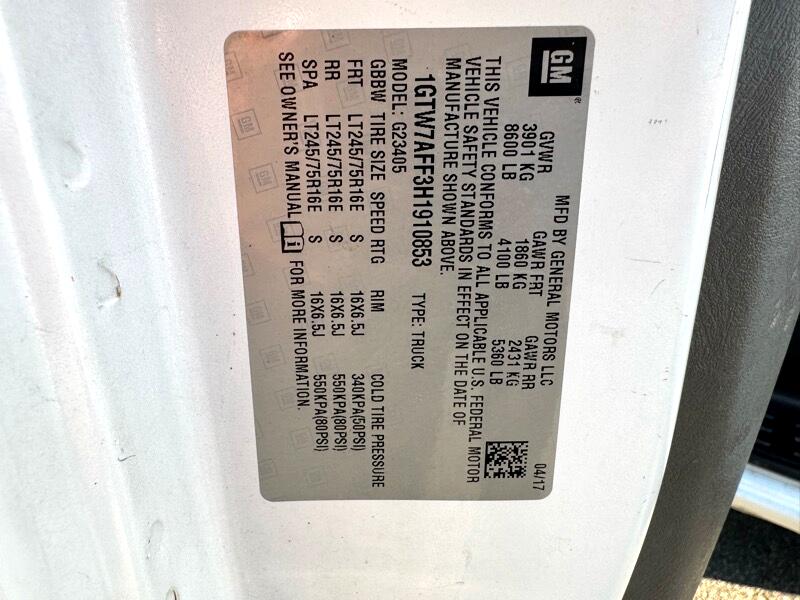 GM
MFD BY GENERAL MOTORS LLC 04/17
GVWR GAWR FRT GAWR RR
3901 KG 1860 KG 2431 KG
8600 LB 4100 LB 5360 LB
THIS VEHICLE CONFORMS TO ALL APPLICABLE U.S. FEDERAL MOTOR
VEHICLE SAFETY STANDARDS IN EFFECT ON THE DATE OF
MANUFACTURE SHOWN ABOVE.
1GTW7AFF3H1910853 TYPE: TRUCK
MODEL: G23405
GBBW TIRE SIZE SPEED RTG RIM COLD TIRE PRESSURE
FRT LT245/75R16E S 16X6.5J 340KPA(50PSI)
RR LT245/75R16E S 16X6.5J 550KPA(80PSI)
SPA LT245/75R16E S 16X6.5J 550KPA(80PSI)
SEE OWNER'S MANUAL FOR MORE INFORMATION.